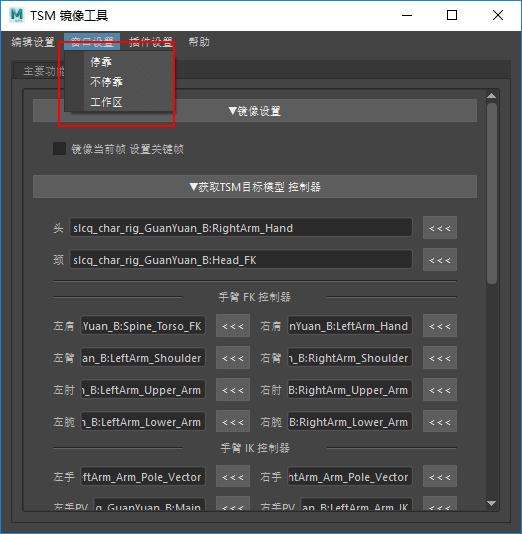 TSM 镜像工具
编辑设置 窗口设置 插件设置 帮助
停靠
主要功能
不停靠
工作区
▼镜像设置
镜像当前帧 设置关键帧
▼获取TSM目标模型 控制器
头 slcq_char_rig_GuanYuan_B:RightArm_Hand <<<
颈 slcq_char_rig_GuanYuan_B:Head_FK <<<
手臂 FK 控制器
左肩 Yuan_B:Spine_Torso_FK <<< 右肩 nYuan_B:LeftArm_Hand <<<
左臂 an_B:LeftArm_Shoulder <<< 右臂 n_B:RightArm_Shoulder <<<
左肘 n_B:LeftArm_Upper_Arm <<< 右肘 B:RightArm_Upper_Arm <<<
左腕 n_B:LeftArm_Lower_Arm <<< 右腕 B:RightArm_Lower_Arm <<<
手臂 IK 控制器
左手 ftArm_Arm_Pole_Vector <<< 右手 htArm_Arm_Pole_Vector <<<
左手PV g_GuanYuan_B:Main <<< 右手PV an_B:LeftArm_Arm_IK <<<